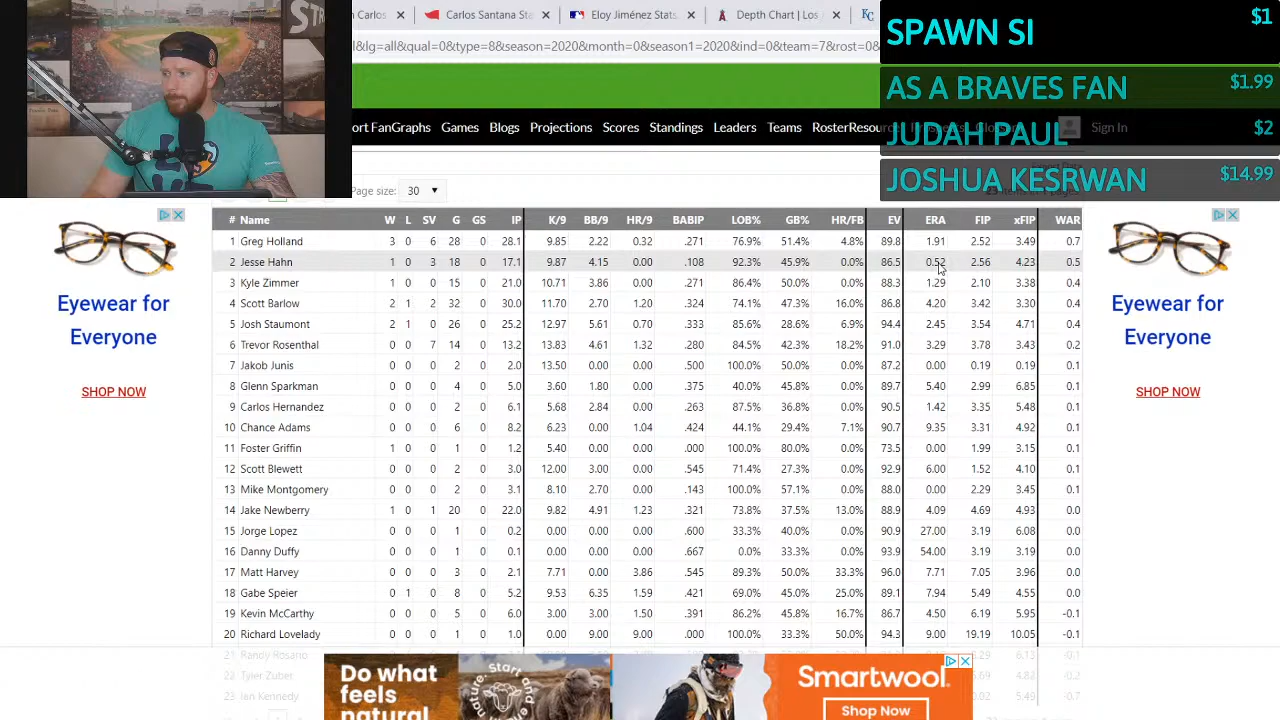 Carlos
Carlos Santana Ste
Eloy Jiménez Stats,
Depth Chart | Los
KC
l&lg=all&qual=0&type=8&season=2020&month=0&season1=2020&ind=0&team=7&rost=0&
SPAWN SI $1
AS A BRAVES FAN $1.99
JUDAH PAUL $2
JOSHUA KESRWAN $14.99
ort FanGraphs Games Blogs Projections Scores Standings Leaders Teams RosterResou Sign In
Page size: 30
# Name W L SV G GS IP K/9 BB/9 HR/9 BABIP LOB% GB% HR/FB EV ERA FIP xFIP WAR
1 Greg Holland 3 0 6 28 0 28.1 9.85 2.22 0.32 .271 76.9% 51.4% 4.8% 89.8 1.91 2.52 3.49 0.7
2 Jesse Hahn 1 0 3 18 0 17.1 9.87 4.15 0.00 .108 92.3% 45.9% 0.0% 86.5 0.52 2.56 4.23 0.5
3 Kyle Zimmer 1 0 0 15 0 21.0 10.71 3.86 0.00 .271 86.4% 50.0% 0.0% 88.3 1.29 2.10 3.38 0.4
4 Scott Barlow 2 1 2 32 0 30.0 11.70 2.70 1.20 .324 74.1% 47.3% 16.0% 86.8 4.20 3.42 3.30 0.4
5 Josh Staumont 2 1 0 26 0 25.2 12.97 5.61 0.70 .333 85.6% 28.6% 6.9% 94.4 2.45 3.54 4.71 0.4
6 Trevor Rosenthal 0 0 7 14 0 13.2 13.83 4.61 1.32 .280 84.5% 42.3% 18.2% 91.0 3.29 3.78 3.43 0.2
7 Jakob Junis 0 0 0 2 0 2.0 13.50 0.00 0.00 .500 100.0% 50.0% 0.0% 87.2 0.00 0.19 0.19 0.1
8 Glenn Sparkman 0 0 0 4 0 5.0 3.60 1.80 0.00 .375 40.0% 45.8% 0.0% 89.7 5.40 2.99 6.85 0.1
9 Carlos Hernandez 0 0 0 2 0 6.1 5.68 2.84 0.00 .263 87.5% 36.8% 0.0% 90.5 1.42 3.35 5.48 0.1
10 Chance Adams 0 0 0 6 0 8.2 6.23 0.00 1.04 .424 44.1% 29.4% 7.1% 90.7 9.35 3.31 4.92 0.1
11 Foster Griffin 1 0 0 1 0 1.2 5.40 0.00 0.00 .000 100.0% 80.0% 0.0% 73.5 0.00 1.99 3.15 0.1
12 Scott Blewett 0 0 0 2 0 3.0 12.00 3.00 0.00 .545 71.4% 27.3% 0.0% 92.9 6.00 1.52 4.10 0.1
13 Mike Montgomery 0 0 0 2 0 3.1 8.10 2.70 0.00 .143 100.0% 57.1% 0.0% 87.1 0.00 2.29 3.45 0.1
14 Jake Newberry 1 0 1 20 0 22.0 9.82 4.91 1.23 .321 73.8% 37.5% 13.0% 88.9 4.09 4.69 4.93 0.0
15 Jorge Lopez 0 0 0 1 0 0.2 0.00 0.00 0.00 .600 33.3% 40.0% 0.0% 90.9 27.00 3.19 6.08 0.0
16 Danny Duffy 0 0 0 1 0 0.1 0.00 0.00 0.00 .667 0.0% 33.3% 0.0% 93.9 54.00 3.19 3.19 0.0
17 Matt Harvey 0 0 0 3 0 2.1 7.71 0.00 3.86 .545 89.3% 50.0% 33.3% 96.0 7.71 7.05 3.96 0.0
18 Gabe Speier 0 1 0 8 0 5.2 9.53 6.35 1.59 .421 69.0% 45.0% 25.0% 89.1 7.94 5.49 4.55 0.0
19 Kevin McCarthy 0 0 0 5 0 6.0 3.00 3.00 1.50 .391 86.2% 45.8% 16.7% 86.7 4.50 6.19 5.95 -0.1
20 Richard Lovelady 0 0 0 1 0 1.0 0.00 9.00 9.00 .000 100.0% 33.3% 50.0% 94.3 9.00 19.19 10.05 -0.1
21 Randy Rosario 6.13 -0.1
22 Tyler Zuber 4.82 -0.2
23 Ian Kennedy 5.49 -0.7
Eyewear for
Everyone
SHOP NOW
Eyewear for
Everyone
SHOP NOW
Do what
feels
natural
Start
Smartwool
Shop Now